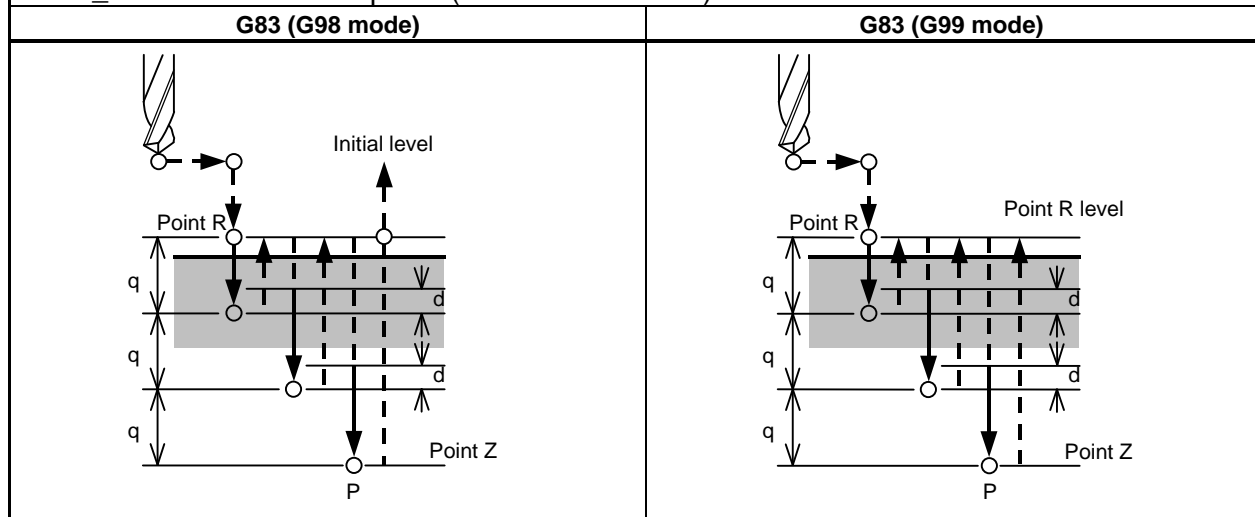 G83 (G98 mode)
G83 (G99 mode)
Initial level
Point R
q
d
q
d
q
Point Z
P
Point R
Point R level
q
d
q
d
q
Point Z
P